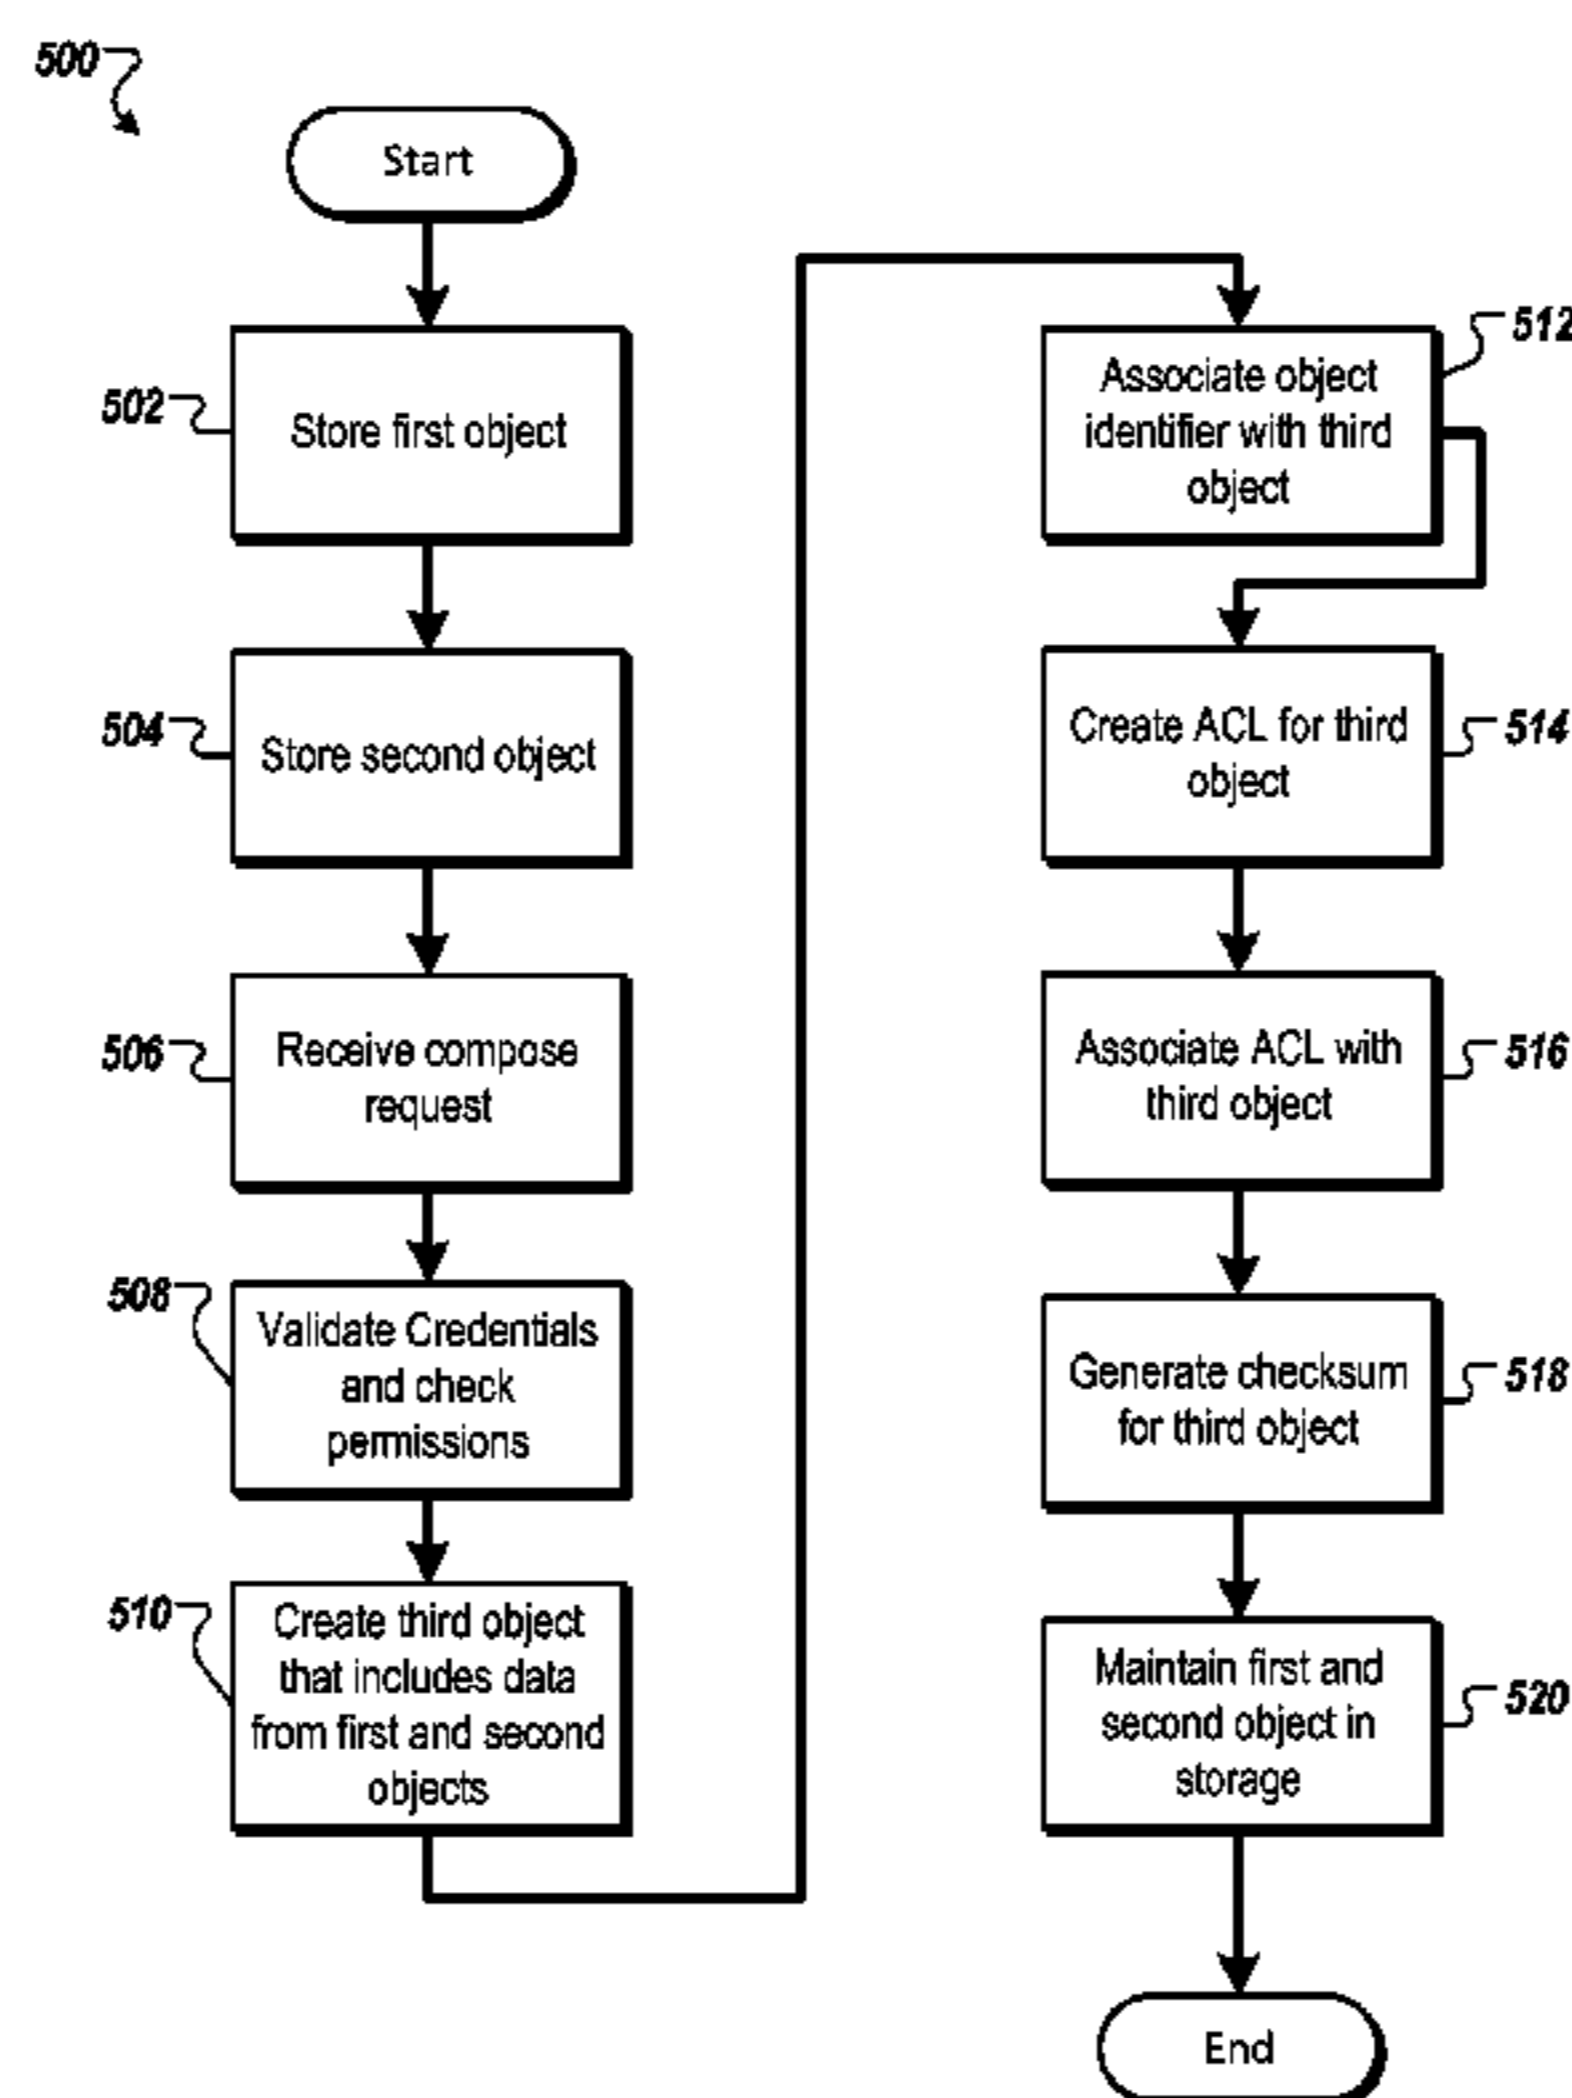 500
Start
502
Store first object
504
Store second object
506
Receive compose
request
508
Validate Credentials
and check
permissions
510
Create third object
that includes data
from first and second
objects
512
Associate object
identifier with third
object
514
Create ACL for third
object
516
Associate ACL with
third object
518
Generate checksum
for third object
520
Maintain first and
second object in
storage
End